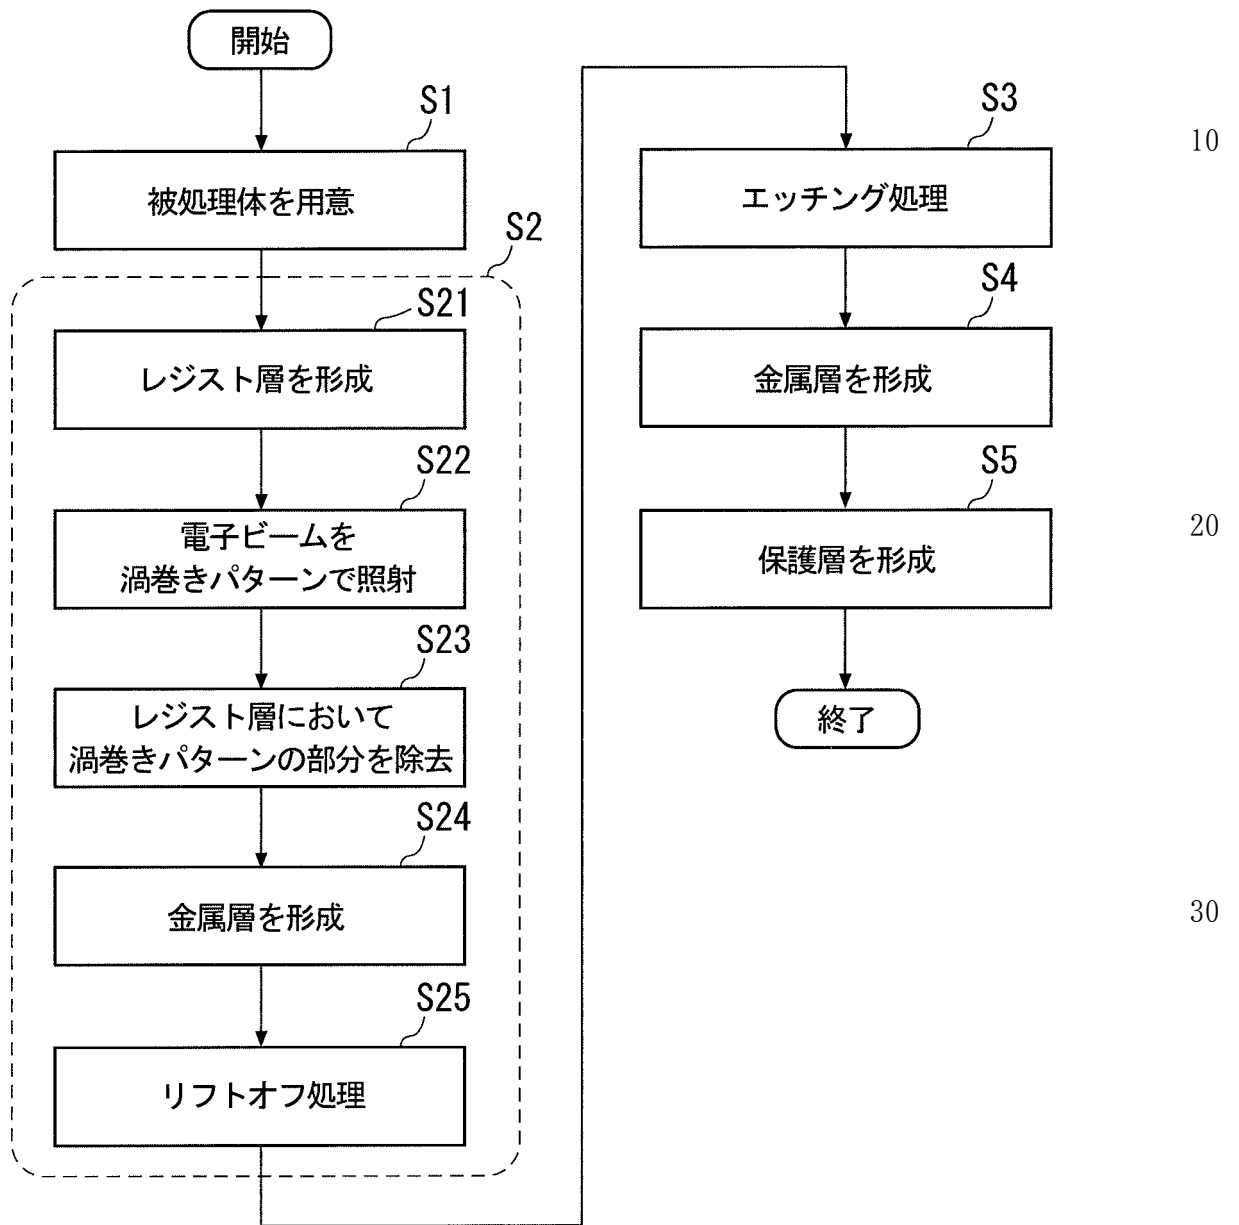 開始
S1
被処理体を用意
S2
S21
レジスト層を形成
S22
電子ビームを
渦巻きパターンで照射
S23
レジスト層において
渦巻きパターンの部分を除去
S24
金属層を形成
S25
リフトオフ処理
S3
エッチング処理
S4
金属層を形成
S5
保護層を形成
終了
10
20
30